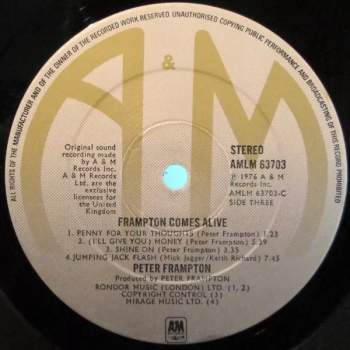 ALL RIGHTS OF THE MANUFACTURER AND OF THE OWNER OF THE RECORDED WORK RESERVED UNAUTHORISED COPYING PUBLIC PERFORMANCE AND BROADCASTING OF THIS RECORD PROHIBITED
A&M
Original sound
recording made
by A & M
Records Inc.
A & M Records
Ltd. are the
exclusive
licensees for
the United
Kingdom
STEREO
AMLM 63703
℗ 1976 A & M
Records Inc.
AMLM 63703-C
SIDE THREE
FRAMPTON COMES ALIVE
1. PENNY FOR YOUR THOUGHTS (Peter Frampton) 1.23
2. (I'LL GIVE YOU) MONEY (Peter Frampton) 5.39
3. SHINE ON (Peter Frampton) 3.35
4. JUMPING JACK FLASH (Mick Jagger/Keith Richard) 7.45
PETER FRAMPTON
Produced by PETER FRAMPTON
RONDOR MUSIC (LONDON) LTD. (1, 2)
COPYRIGHT CONTROL (3)
MIRAGE MUSIC LTD. (4)
A&M